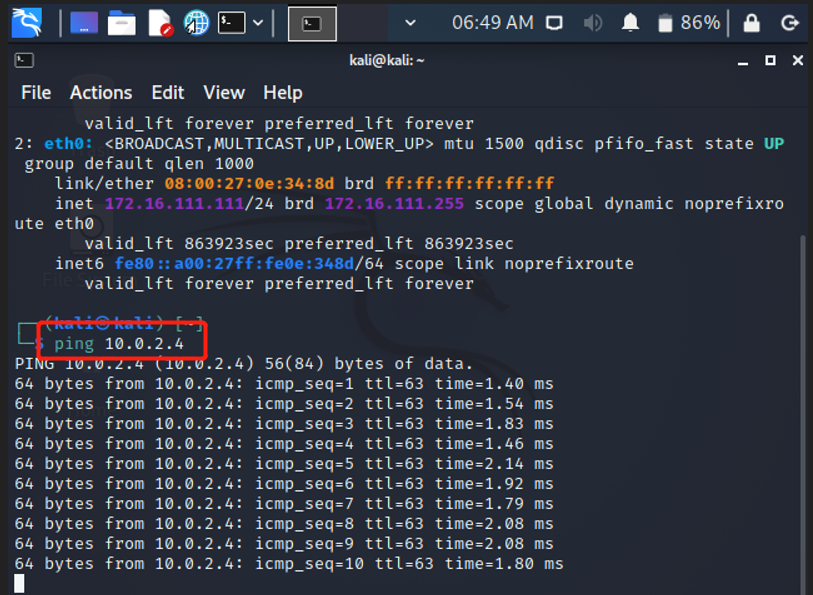 06:49 AM 86%
kali@kali: ~
File Actions Edit View Help
valid_lft forever preferred_lft forever
2: eth0: <BROADCAST,MULTICAST,UP,LOWER_UP> mtu 1500 qdisc pfifo_fast state UP
group default qlen 1000
link/ether 08:00:27:0e:34:8d brd ff:ff:ff:ff:ff:ff
inet 172.16.111.111/24 brd 172.16.111.255 scope global dynamic noprefixro
ute eth0
valid_lft 863923sec preferred_lft 863923sec
inet6 fe80::a00:27ff:fe0e:348d/64 scope link noprefixroute
valid_lft forever preferred_lft forever
┌──(kali㉿kali)-[~]
└─$ ping 10.0.2.4
PING 10.0.2.4 (10.0.2.4) 56(84) bytes of data.
64 bytes from 10.0.2.4: icmp_seq=1 ttl=63 time=1.40 ms
64 bytes from 10.0.2.4: icmp_seq=2 ttl=63 time=1.54 ms
64 bytes from 10.0.2.4: icmp_seq=3 ttl=63 time=1.83 ms
64 bytes from 10.0.2.4: icmp_seq=4 ttl=63 time=1.46 ms
64 bytes from 10.0.2.4: icmp_seq=5 ttl=63 time=2.14 ms
64 bytes from 10.0.2.4: icmp_seq=6 ttl=63 time=1.92 ms
64 bytes from 10.0.2.4: icmp_seq=7 ttl=63 time=1.79 ms
64 bytes from 10.0.2.4: icmp_seq=8 ttl=63 time=2.08 ms
64 bytes from 10.0.2.4: icmp_seq=9 ttl=63 time=2.08 ms
64 bytes from 10.0.2.4: icmp_seq=10 ttl=63 time=1.80 ms